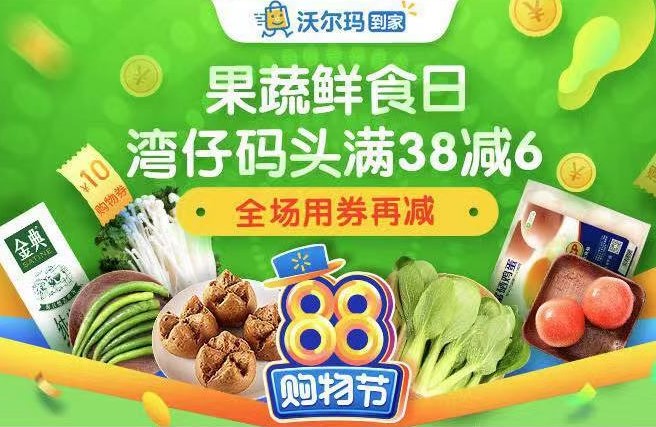 沃尔玛到家
果蔬鲜食日
湾仔码头满38减6
全场用券再减
¥10
购物券
金典
SATINE
88
购物节